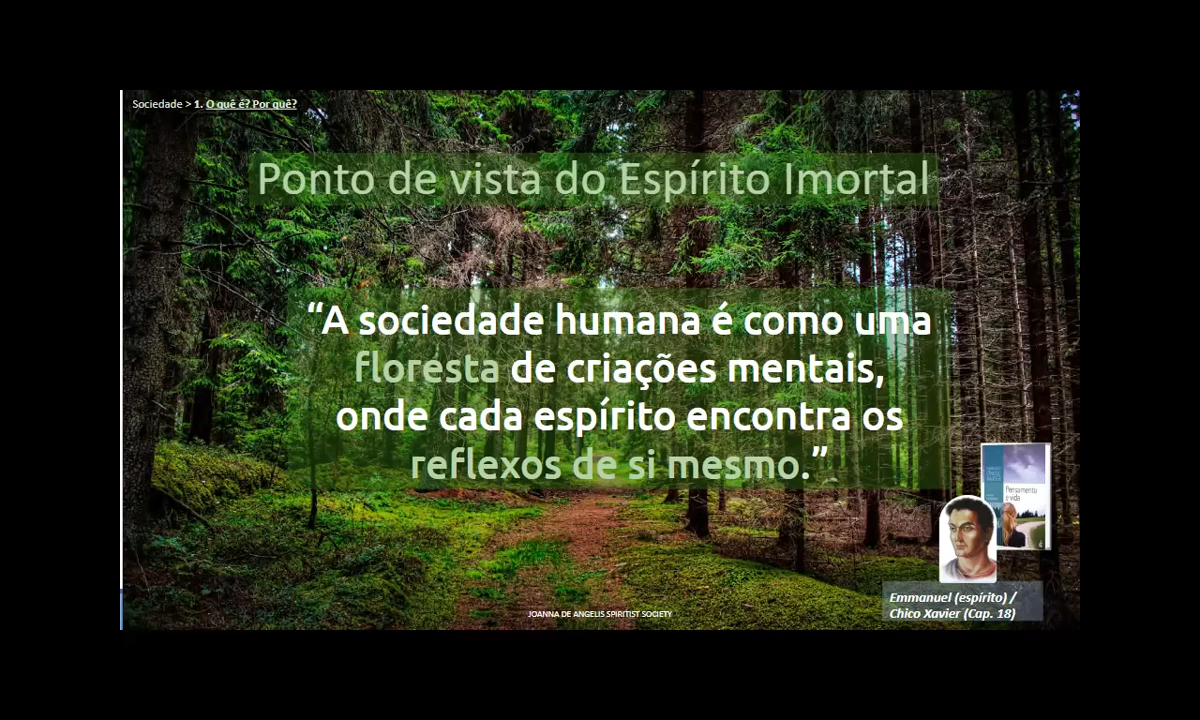 Sociedade > 1. O quê é? Por quê?
Ponto de vista do Espírito Imortal
“A sociedade humana é como uma
floresta de criações mentais,
onde cada espírito encontra os
reflexos de si mesmo.”
Pensamento
e vida
Emmanuel (espírito) /
Chico Xavier (Cap. 18)
JOANNA DE ANGELIS SPIRITIST SOCIETY